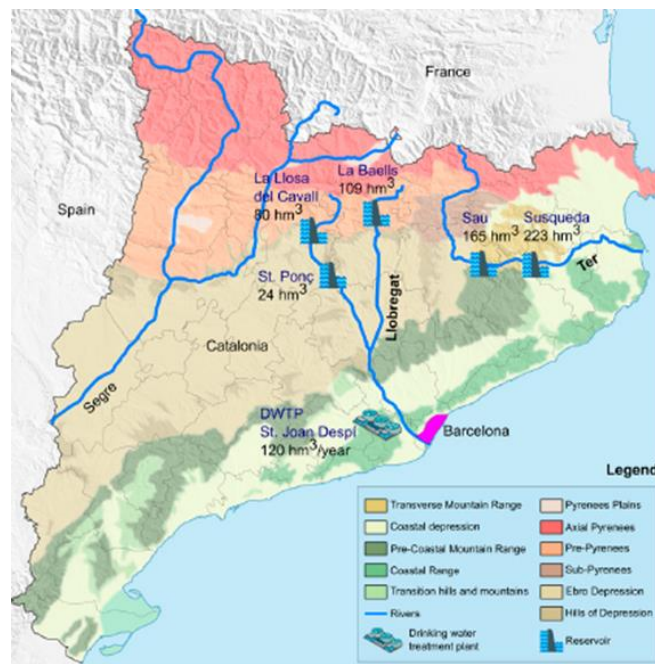 France
Spain
La Llosa
del Cavall
80 hm3
La Baells
109 hm3
Sau
165 hm3
Susqueda
223 hm3
Ter
St. Ponç
24 hm3
Llobregat
Catalonia
Segre
DWTP
St. Joan Despí
120 hm3/year
Barcelona
Legend
Transverse Mountain Range
Coastal depression
Pre-Coastal Mountain Range
Coastal Range
Transition hills and mountains
Rivers
Drinking water
treatment plant
Pyrenees Plains
Axial Pyrenees
Pre-Pyrenees
Sub-Pyrenees
Ebro Depression
Hills of Depression
Reservoir